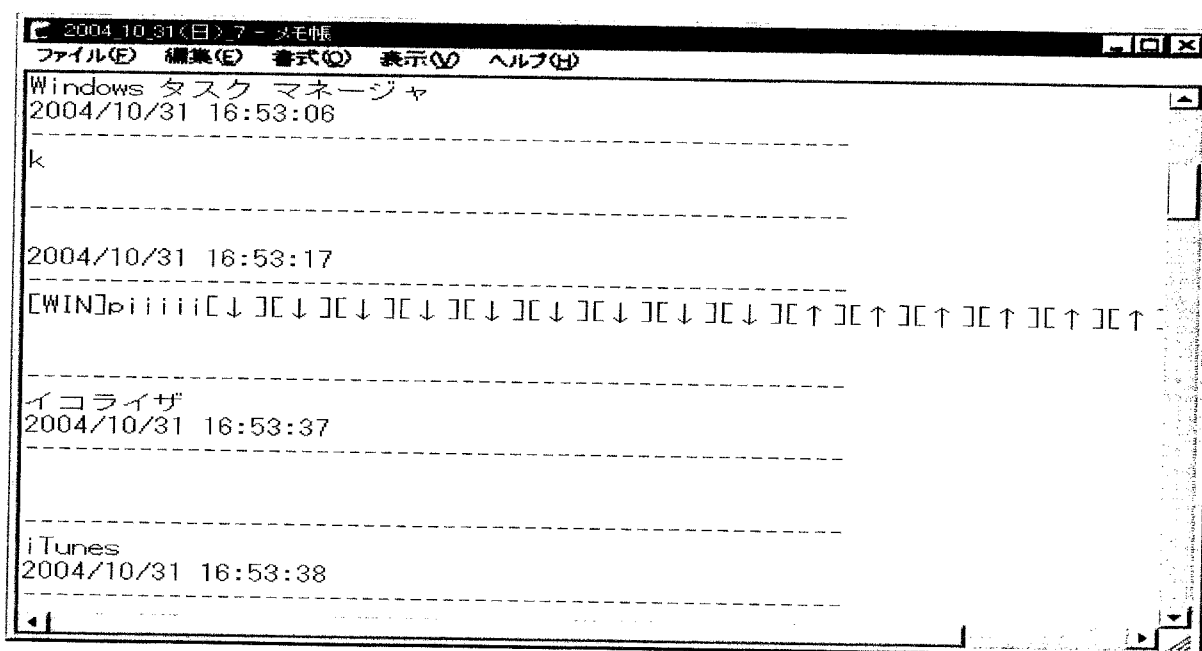 2004_10_31(日)_7 - メモ帳
ファイル(F) 編集(E) 書式(O) 表示(V) ヘルプ(H)
Windows タスク マネージャ
2004/10/31 16:53:06
------------------------------------------------------------
k
------------------------------------------------------------
2004/10/31 16:53:17
------------------------------------------------------------
[WIN]piiiiii[↓][↓][↓][↓][↓][↓][↓][↓][↓][↑][↑][↑][↑][↑]
------------------------------------------------------------
イコライザ
2004/10/31 16:53:37
------------------------------------------------------------
------------------------------------------------------------
iTunes
2004/10/31 16:53:38
------------------------------------------------------------